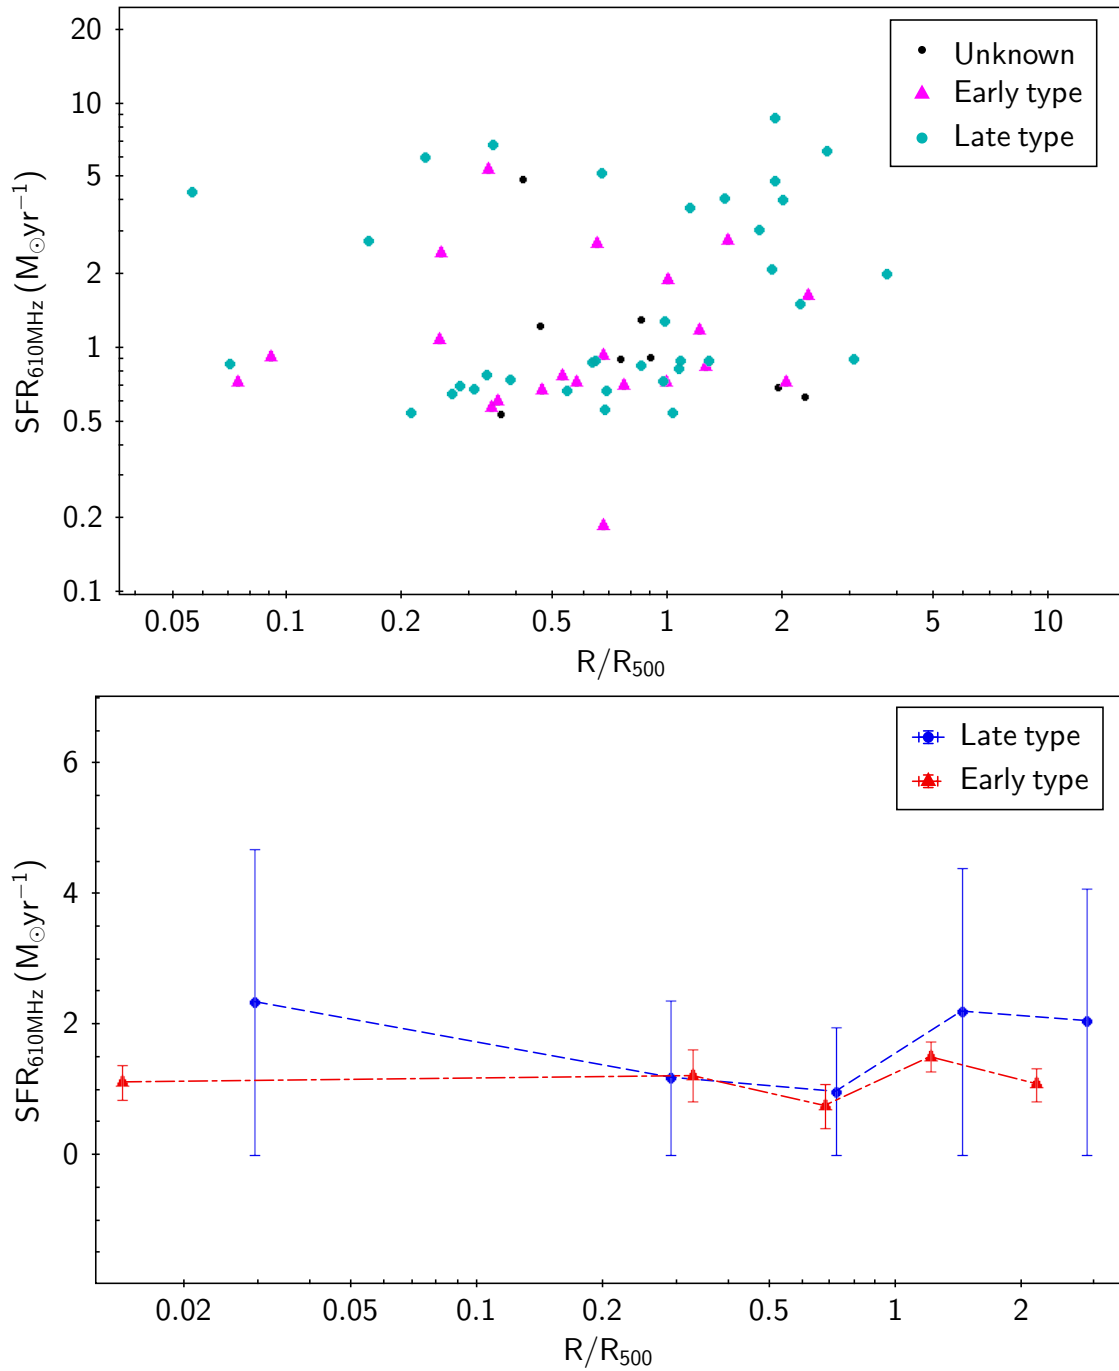 20
10
5
2
1
0.5
0.2
0.1
SFR610MHz (M⊙yr−1)
Unknown
Early type
Late type
0.05 0.1 0.2 0.5 1 2 5 10
R/R500
6
4
2
0
SFR610MHz (M⊙yr−1)
Late type
Early type
0.02 0.05 0.1 0.2 0.5 1 2
R/R500